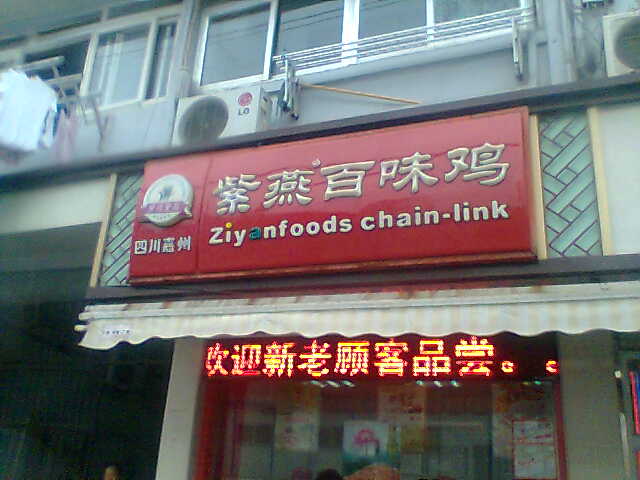 LG
紫燕®百味鸡
Ziyanfoods chain-link
四川嘉州
欢迎新老顾客品尝。